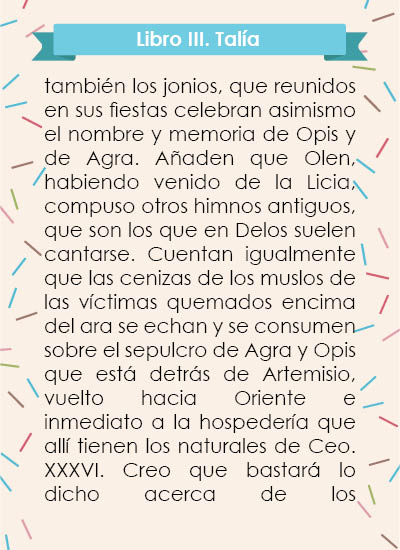 Libro III. Talía
también los jonios, que reunidos
en sus fiestas celebran asimismo
el nombre y memoria de Opis y
de Agra. Añaden que Olen,
habiendo venido de la Licia,
compuso otros himnos antiguos,
que son los que en Delos suelen
cantarse. Cuentan igualmente
que las cenizas de los muslos de
las víctimas quemados encima
del ara se echan y se consumen
sobre el sepulcro de Agra y Opis
que está detrás de Artemisio,
vuelto hacia Oriente e
inmediato a la hospedería que
allí tienen los naturales de Ceo.
XXXVI. Creo que bastará lo
dicho acerca de los